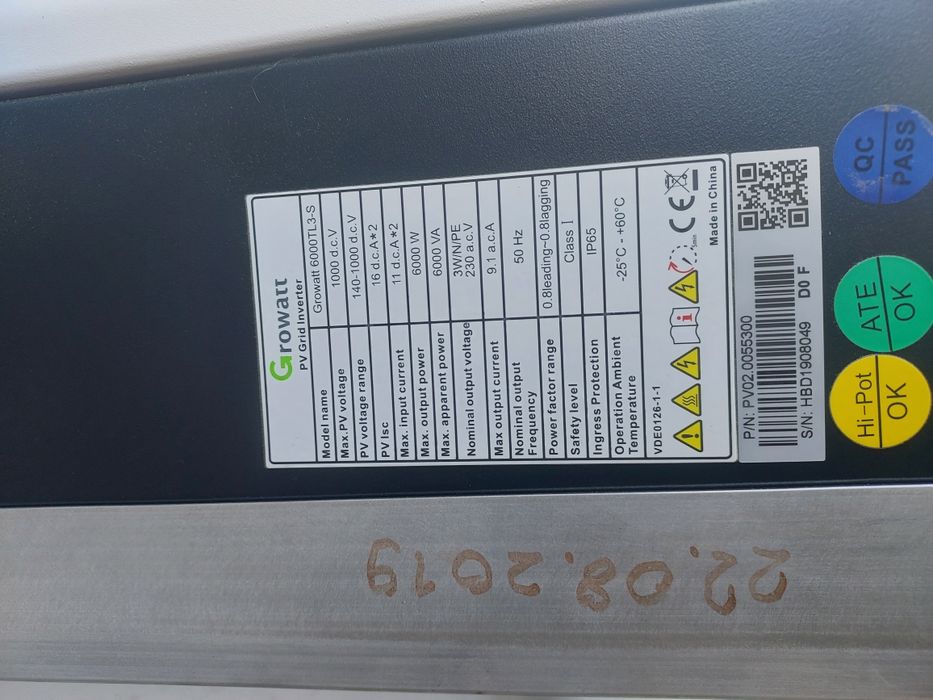 Growatt
PV Grid Inverter
Model name Growatt 6000TL3-S
Max.PV voltage 1000 d.c.V
PV voltage range 140-1000 d.c.V
PV Isc 16 d.c.A*2
Max. input current 11 d.c.A*2
Max. output power 6000 W
Max. apparent power 6000 VA
Nominal output voltage 3W/N/PE
230 a.c.V
Max output current 9.1 a.c.A
Nominal output
Frequency 50 Hz
Power factor range 0.8leading~0.8lagging
Safety level Class I
Ingress Protection IP65
Operation Ambient
Temperature -25°C - +60°C
VDE0126-1-1
5min
CE
Made in China
P/N: PV02.0055300
S/N: HBD1908049 D0 F
Hi-Pot
OK
ATE
OK
QC
PASS
22.08.2019